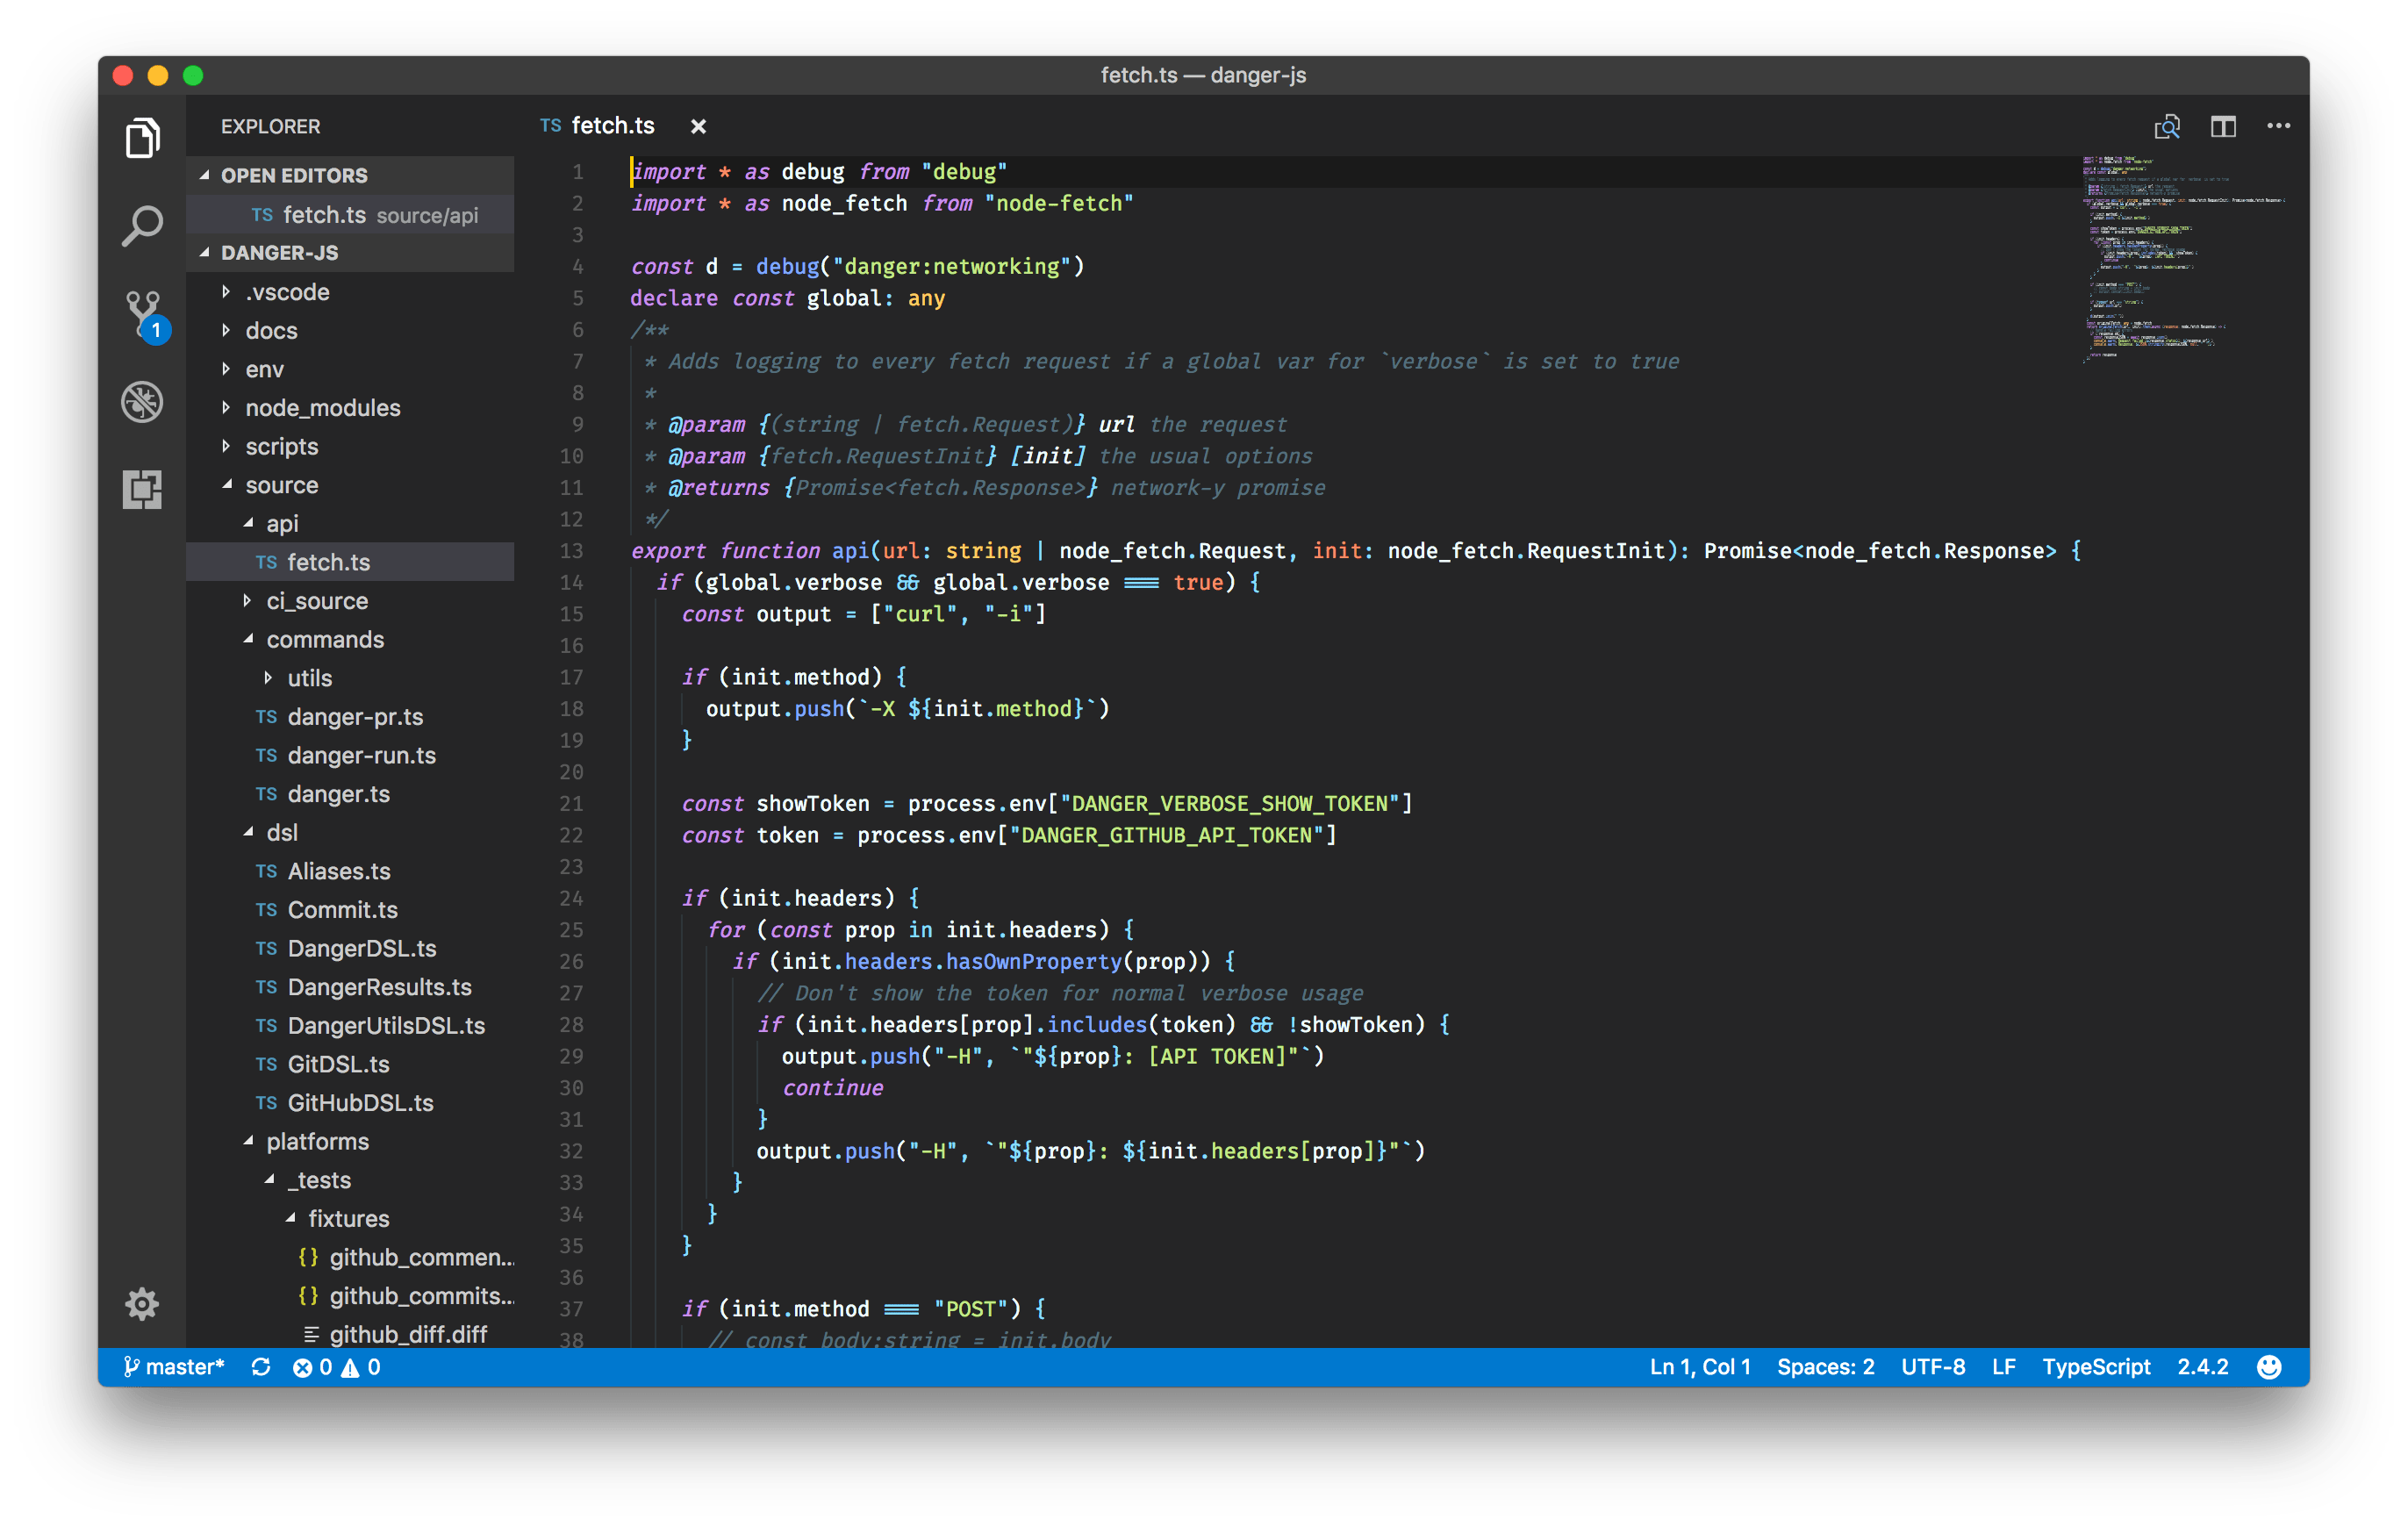 fetch.ts — danger-js
EXPLORER
OPEN EDITORS
TS fetch.ts source/api
DANGER-JS
.vscode
docs
env
node_modules
scripts
source
api
TS fetch.ts
ci_source
commands
utils
TS danger-pr.ts
TS danger-run.ts
TS danger.ts
dsl
TS Aliases.ts
TS Commit.ts
TS DangerDSL.ts
TS DangerResults.ts
TS DangerUtilsDSL.ts
TS GitDSL.ts
TS GitHubDSL.ts
platforms
_tests
fixtures
{} github_commen...
{} github_commits...
github_diff.diff
1
TS fetch.ts ×
1 import * as debug from "debug"
2 import * as node_fetch from "node-fetch"
3
4 const d = debug("danger:networking")
5 declare const global: any
6 /**
7 * Adds logging to every fetch request if a global var for `verbose` is set to true
8 *
9 * @param {(string | fetch.Request)} url the request
10 * @param {fetch.RequestInit} [init] the usual options
11 * @returns {Promise<fetch.Response>} network-y promise
12 */
13 export function api(url: string | node_fetch.Request, init: node_fetch.RequestInit): Promise<node_fetch.Response> {
14 if (global.verbose && global.verbose === true) {
15 const output = ["curl", "-i"]
16
17 if (init.method) {
18 output.push(`-X ${init.method}`)
19 }
20
21 const showToken = process.env["DANGER_VERBOSE_SHOW_TOKEN"]
22 const token = process.env["DANGER_GITHUB_API_TOKEN"]
23
24 if (init.headers) {
25 for (const prop in init.headers) {
26 if (init.headers.hasOwnProperty(prop)) {
27 // Don't show the token for normal verbose usage
28 if (init.headers[prop].includes(token) && !showToken) {
29 output.push("-H", `"${prop}: [API TOKEN]"`)
30 continue
31 }
32 output.push("-H", `"${prop}: ${init.headers[prop]}"`)
33 }
34 }
35 }
36
37 if (init.method === "POST") {
38 // const body:string = init.body
master* 0 0 Ln 1, Col 1 Spaces: 2 UTF-8 LF TypeScript 2.4.2